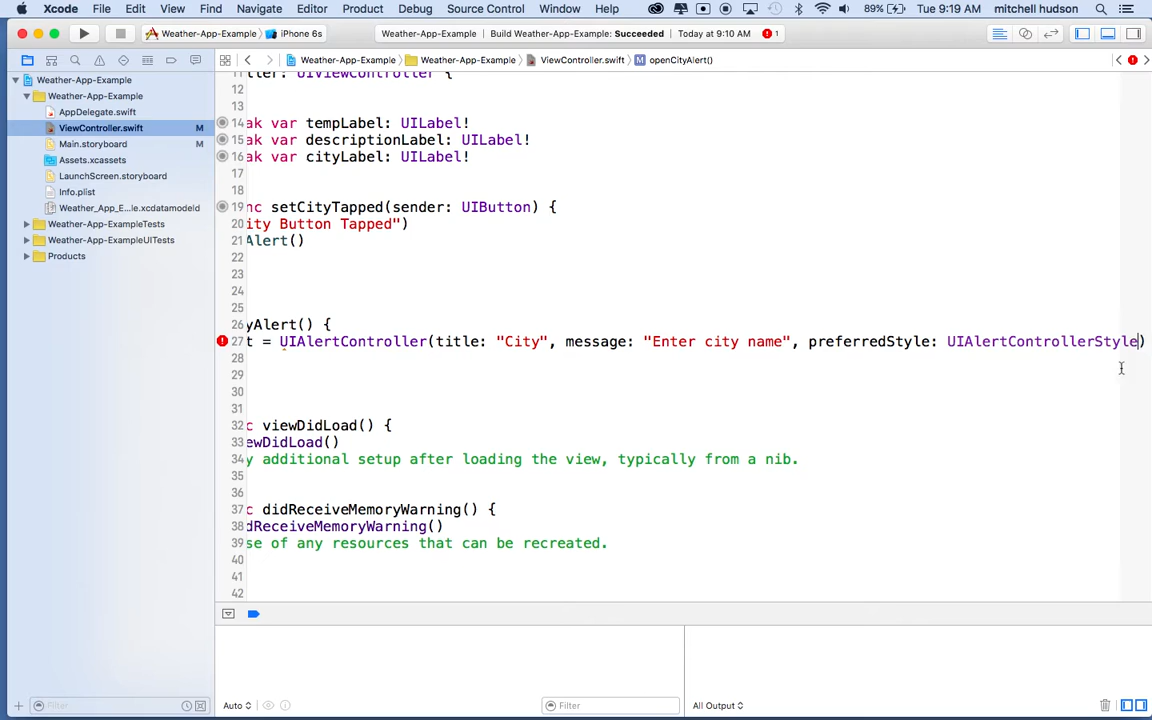 Xcode File Edit View Find Navigate Editor Product Debug Source Control Window Help 89% Tue 9:19 AM mitchell hudson
Weather-App-Example iPhone 6s Weather-App-Example Build Weather-App-Example: Succeeded Today at 9:10 AM 1
Weather-App-Example Weather-App-Example ViewController.swift openCityAlert()
Weather-App-Example
Weather-App-Example
AppDelegate.swift
ViewController.swift M
Main.storyboard M
Assets.xcassets
LaunchScreen.storyboard
Info.plist
Weather_App_E...le.xcdatamodeld
Weather-App-ExampleTests
Weather-App-ExampleUITests
Products
Filter
ller: UIViewController {
12
13
14 ak var tempLabel: UILabel!
15 ak var descriptionLabel: UILabel!
16 ak var cityLabel: UILabel!
17
18
19 nc setCityTapped(sender: UIButton) {
20 ity Button Tapped")
21 Alert()
22
23
24
25
26 yAlert() {
27 t = UIAlertController(title: "City", message: "Enter city name", preferredStyle: UIAlertControllerStyle)
28
29
30
31
32 c viewDidLoad() {
33 ewDidLoad()
34 y additional setup after loading the view, typically from a nib.
35
36
37 c didReceiveMemoryWarning() {
38 dReceiveMemoryWarning()
39 se of any resources that can be recreated.
40
41
42
Auto Filter All Output